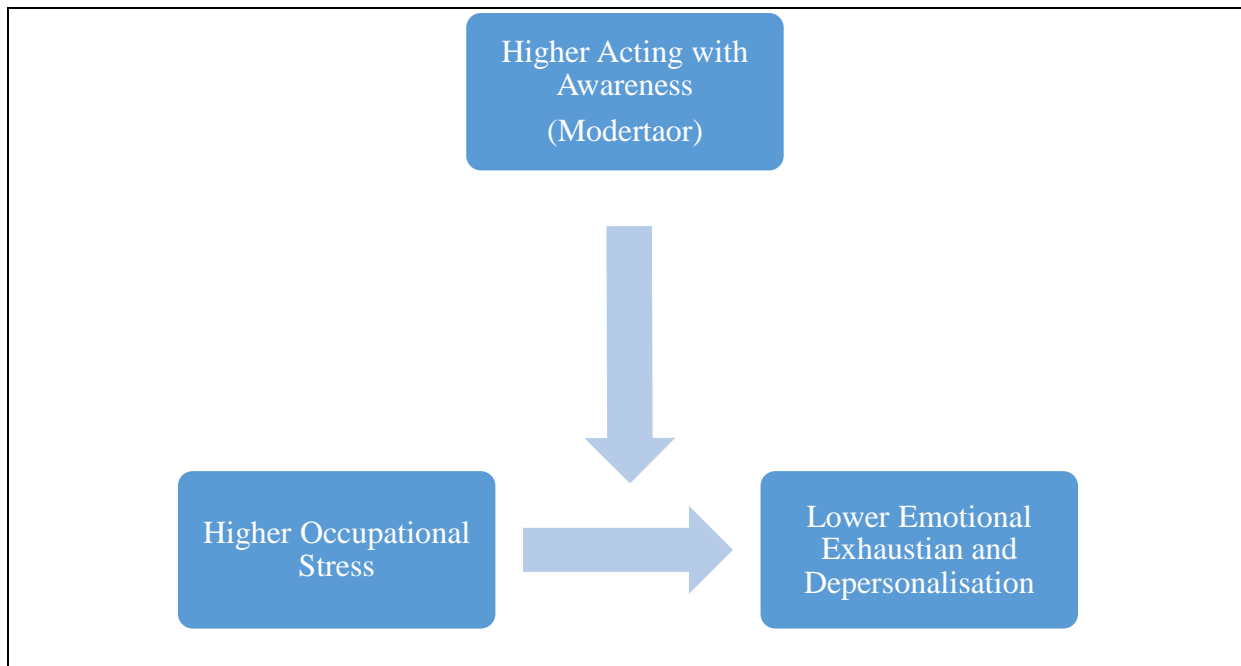 Higher Acting with
Awareness
(Modertaor)
Higher Occupational
Stress
Lower Emotional
Exhaustian and
Depersonalisation